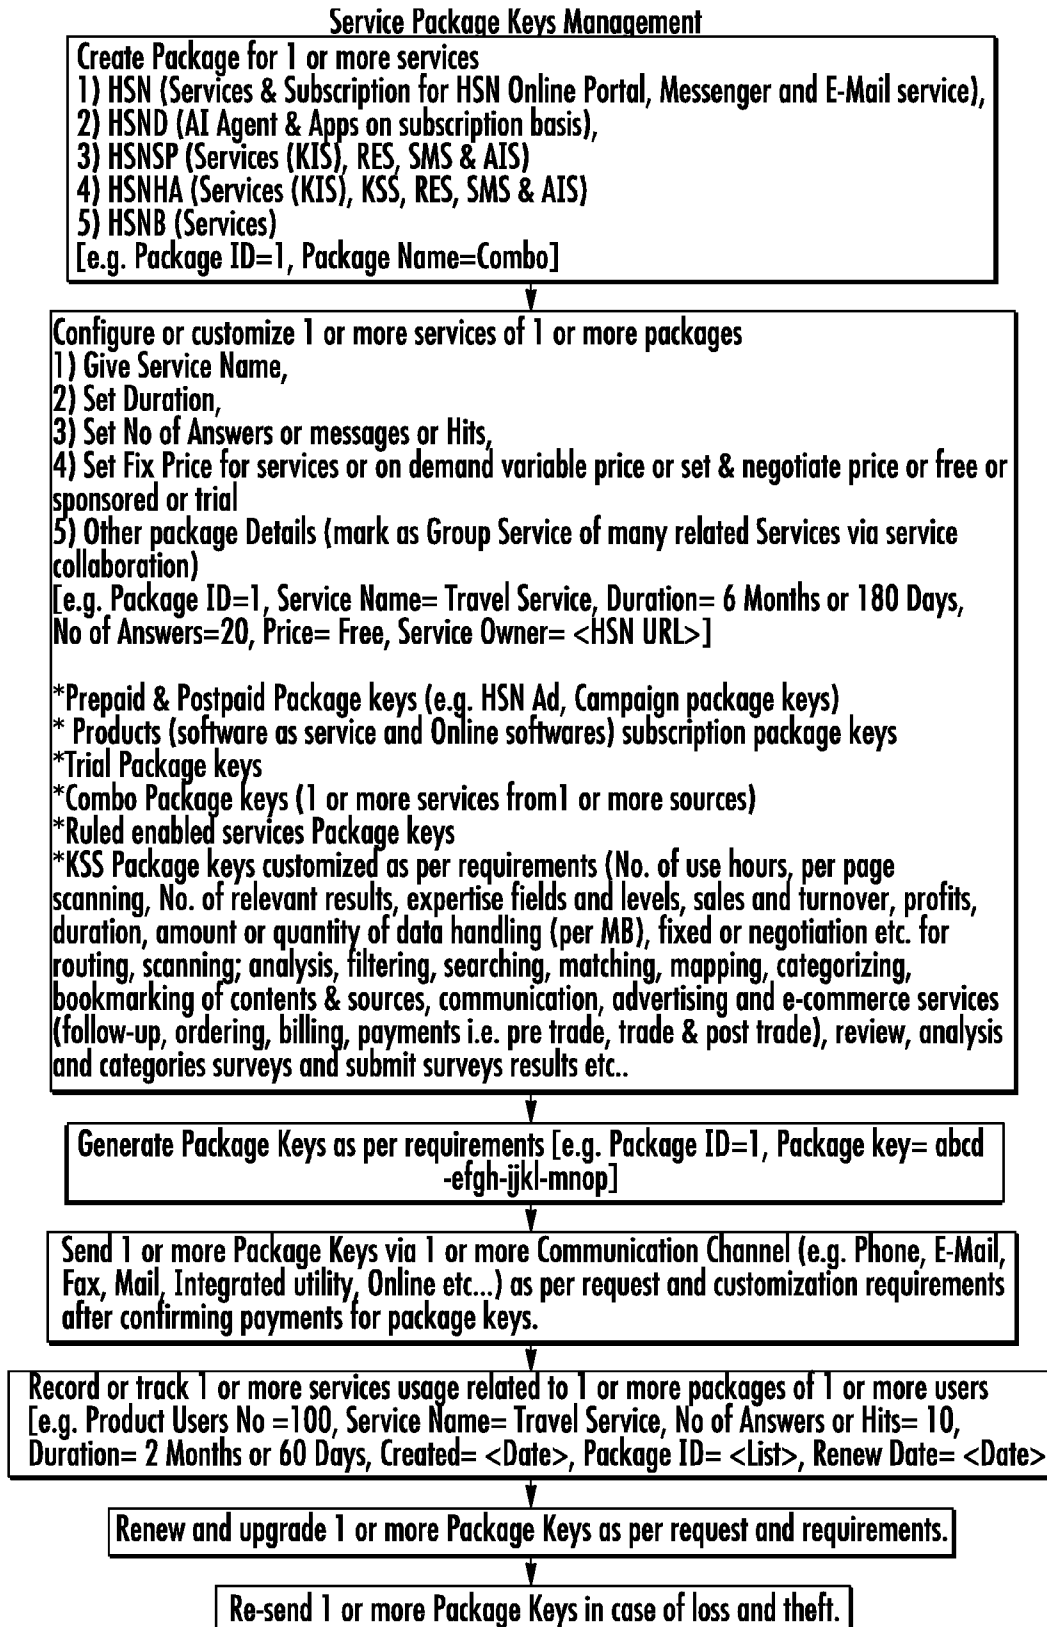 Service Package Keys Management
Create Package for 1 or more services
1) HSN (Services & Subscription for HSN Online Portal, Messenger and E-Mail service),
2) HSND (AI Agent & Apps on subscription basis),
3) HSNSP (Services (KIS), RES, SMS & AIS)
4) HSNHA (Services (KIS), KSS, RES, SMS & AIS)
5) HSNB (Services)
[e.g. Package ID=1, Package Name=Combo]
Configure or customize 1 or more services of 1 or more packages
1) Give Service Name,
2) Set Duration,
3) Set No of Answers or messages or Hits,
4) Set Fix Price for services or on demand variable price or set & negotiate price or free or
sponsored or trial
5) Other package Details (mark as Group Service of many related Services via service
collaboration)
[e.g. Package ID=1, Service Name= Travel Service, Duration= 6 Months or 180 Days,
No of Answers=20, Price= Free, Service Owner= <HSN URL>]
*Prepaid & Postpaid Package keys (e.g. HSN Ad, Campaign package keys)
* Products (software as service and Online softwares) subscription package keys
*Trial Package keys
*Combo Package keys (1 or more services from1 or more sources)
*Ruled enabled services Package keys
*KSS Package keys customized as per requirements (No. of use hours, per page
scanning, No. of relevant results, expertise fields and levels, sales and turnover, profits,
duration, amount or quantity of data handling (per MB), fixed or negotiation etc. for
routing, scanning; analysis, filtering, searching, matching, mapping, categorizing,
bookmarking of contents & sources, communication, advertising and e-commerce services
(follow-up, ordering, billing, payments i.e. pre trade, trade & post trade), review, analysis
and categories surveys and submit surveys results etc..
Generate Package Keys as per requirements [e.g. Package ID=1, Package key= abcd
-efgh-ijkl-mnop]
Send 1 or more Package Keys via 1 or more Communication Channel (e.g. Phone, E-Mail,
Fax, Mail, Integrated utility, Online etc...) as per request and customization requirements
after confirming payments for package keys.
Record or track 1 or more services usage related to 1 or more packages of 1 or more users
[e.g. Product Users No =100, Service Name= Travel Service, No of Answers or Hits= 10,
Duration= 2 Months or 60 Days, Created= <Date>, Package ID= <List>, Renew Date= <Date>
Renew and upgrade 1 or more Package Keys as per request and requirements.
Re-send 1 or more Package Keys in case of loss and theft.